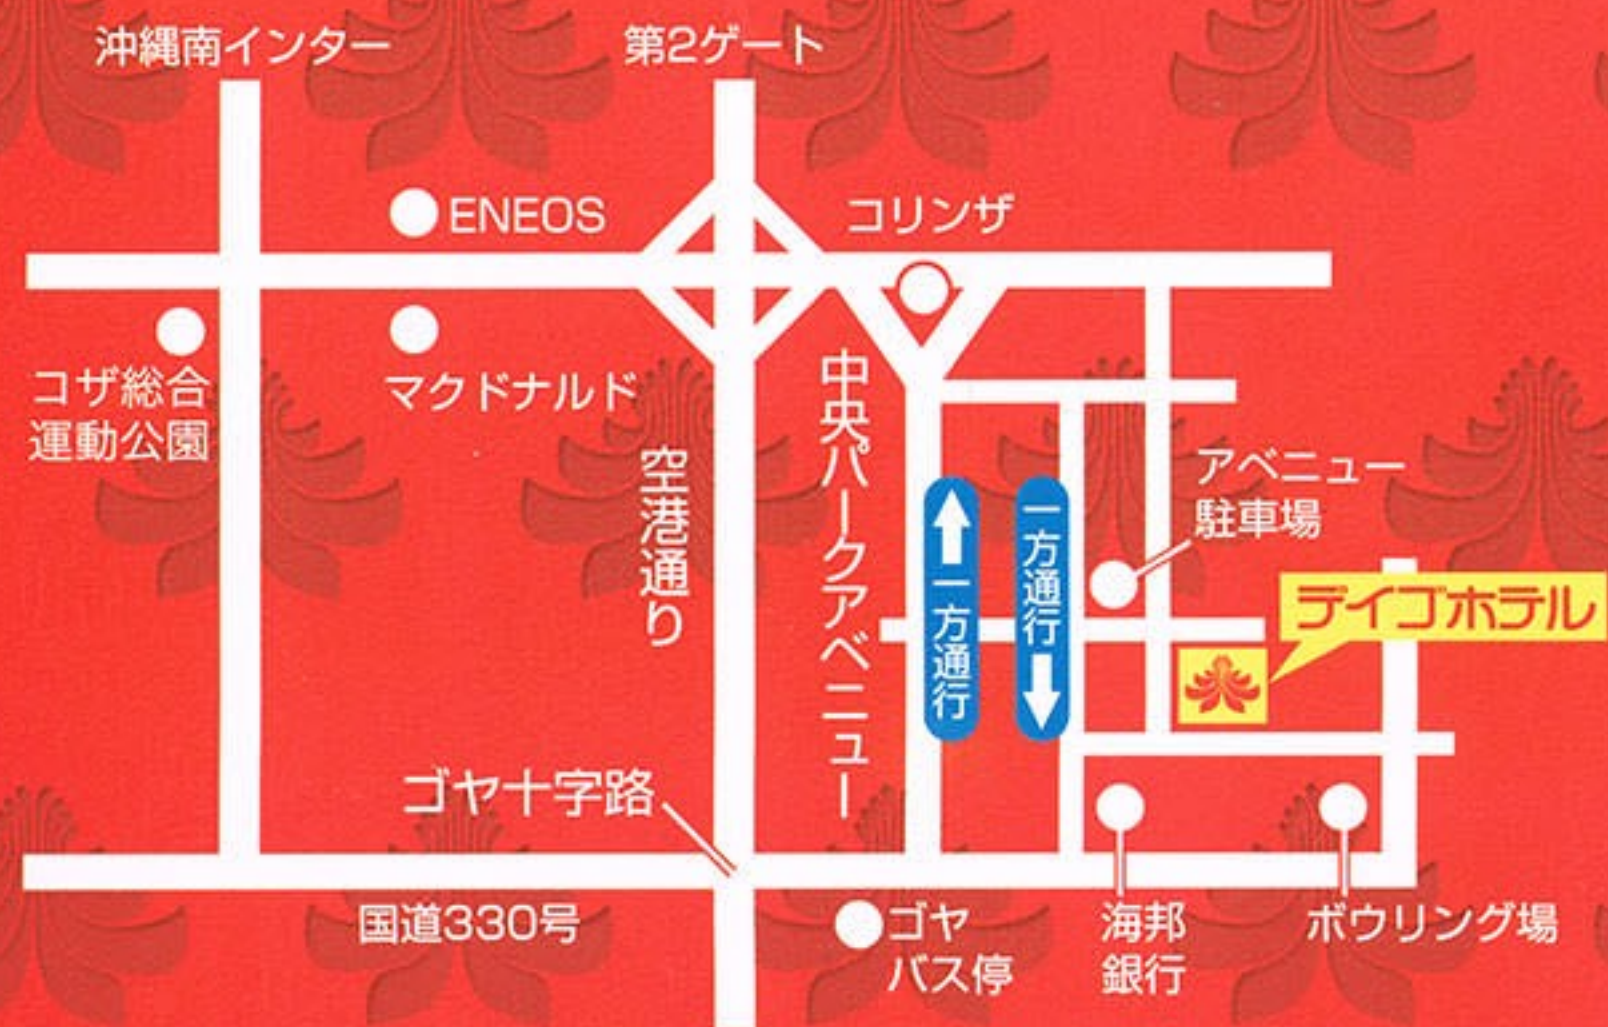 沖縄南インター
第2ゲート
ENEOS
コリンザ
コザ総合
運動公園
マクドナルド
空港通り
中央パークアベニュー
一方通行
一方通行
アベニュー
駐車場
デイゴホテル
ゴヤ十字路
国道330号
ゴヤ
バス停
海邦
銀行
ボウリング場